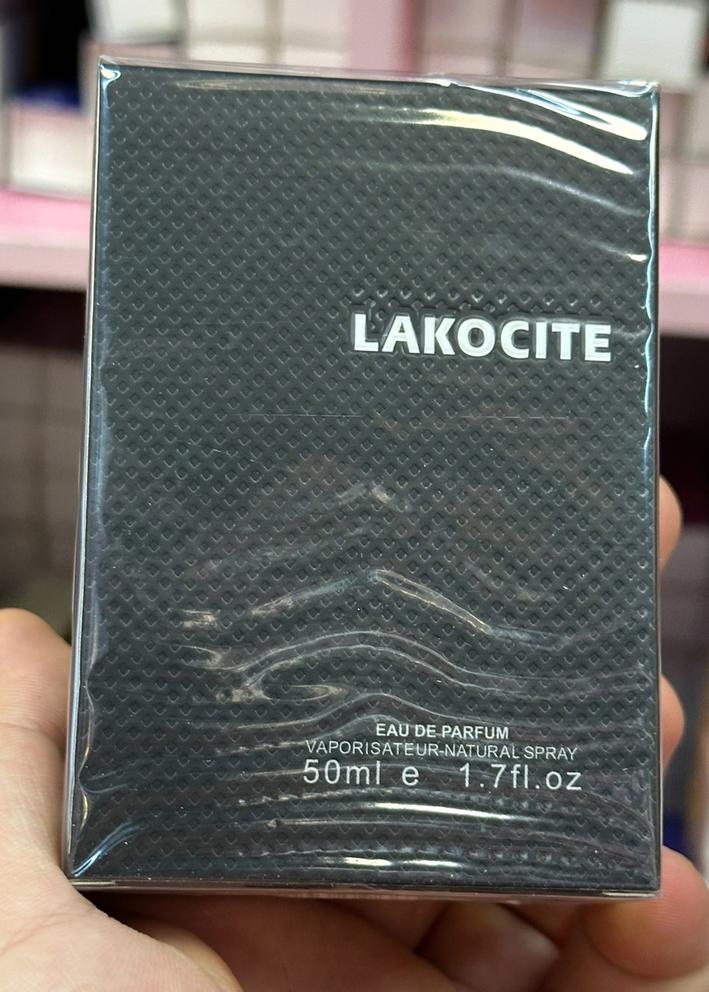 LAKOCITE
EAU DE PARFUM
VAPORISATEUR-NATURAL SPRAY
50ml e 1.7fl.oz